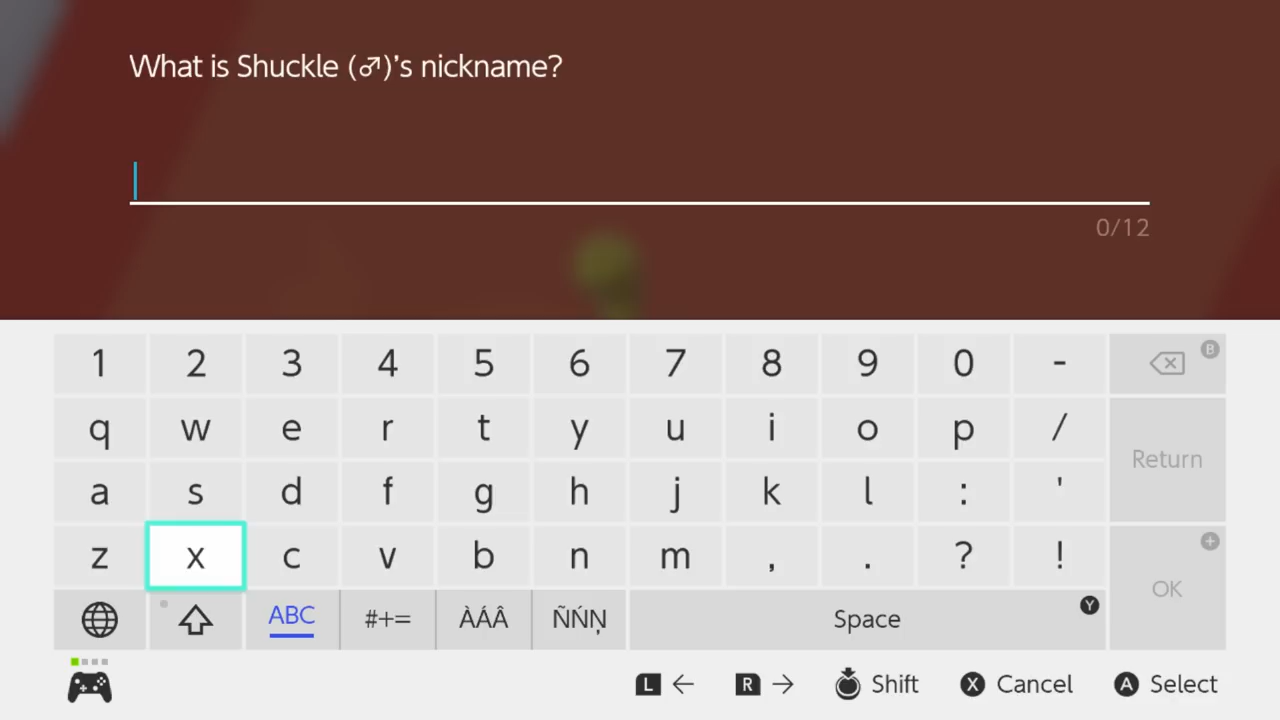 What is Shuckle (♂)'s nickname?
0/12
1 2 3 4 5 6 7 8 9 0 - B
q w e r t y u i o p /
Return
a s d f g h j k l : '
z x c v b n m , . ? ! +
OK
ABC #+= ÀÁÂ ÑŃŅ Space Y
L ← R → Shift X Cancel A Select